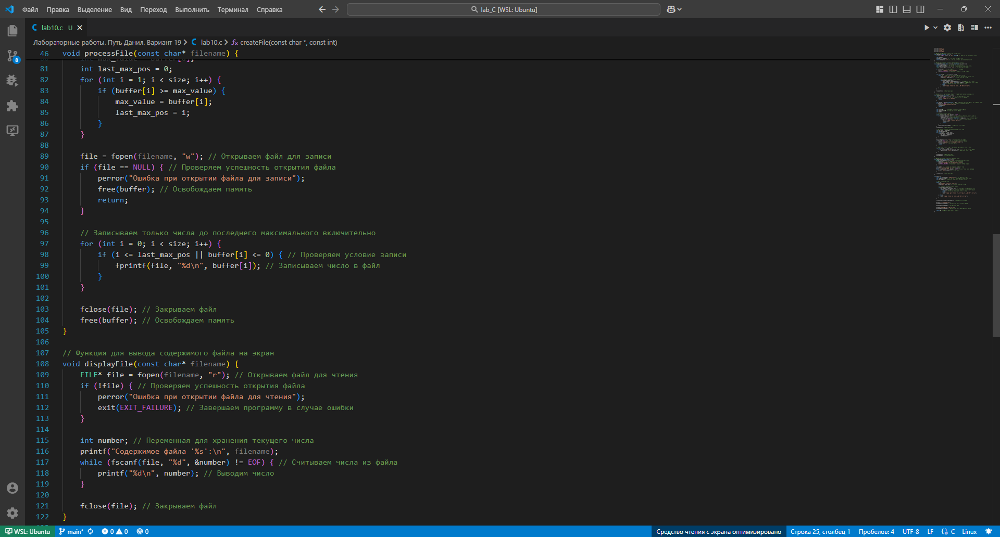 Файл Правка Выделение Вид Переход Выполнить Терминал Справка
lab_C [WSL: Ubuntu]
lab10.c U
Лабораторные работы. Путь Данил. Вариант 19 > C lab10.c > createFile(const char *, const int)
46 void processFile(const char* filename) {
81 int last_max_pos = 0;
82 for (int i = 1; i < size; i++) {
83 if (buffer[i] >= max_value) {
84 max_value = buffer[i];
85 last_max_pos = i;
86 }
87 }
88
89 file = fopen(filename, "w"); // Открываем файл для записи
90 if (file == NULL) { // Проверяем успешность открытия файла
91 perror("Ошибка при открытии файла для записи");
92 free(buffer); // Освобождаем память
93 return;
94 }
95
96 // Записываем только числа до последнего максимального включительно
97 for (int i = 0; i < size; i++) {
98 if (i <= last_max_pos || buffer[i] <= 0) { // Проверяем условие записи
99 fprintf(file, "%d\n", buffer[i]); // Записываем число в файл
100 }
101 }
102
103 fclose(file); // Закрываем файл
104 free(buffer); // Освобождаем память
105 }
106
107 // Функция для вывода содержимого файла на экран
108 void displayFile(const char* filename) {
109 FILE* file = fopen(filename, "r"); // Открываем файл для чтения
110 if (!file) { // Проверяем успешность открытия файла
111 perror("Ошибка при открытии файла для чтения");
112 exit(EXIT_FAILURE); // Завершаем программу в случае ошибки
113 }
114
115 int number; // Переменная для хранения текущего числа
116 printf("Содержимое файла '%s':\n", filename);
117 while (fscanf(file, "%d", &number) != EOF) { // Считываем числа из файла
118 printf("%d\n", number); // Выводим число
119 }
120
121 fclose(file); // Закрываем файл
122 }
8
WSL: Ubuntu main* 0 0 0 Средство чтения с экрана оптимизировано Строка 25, столбец 1 Пробелов: 4 UTF-8 LF {} C Linux